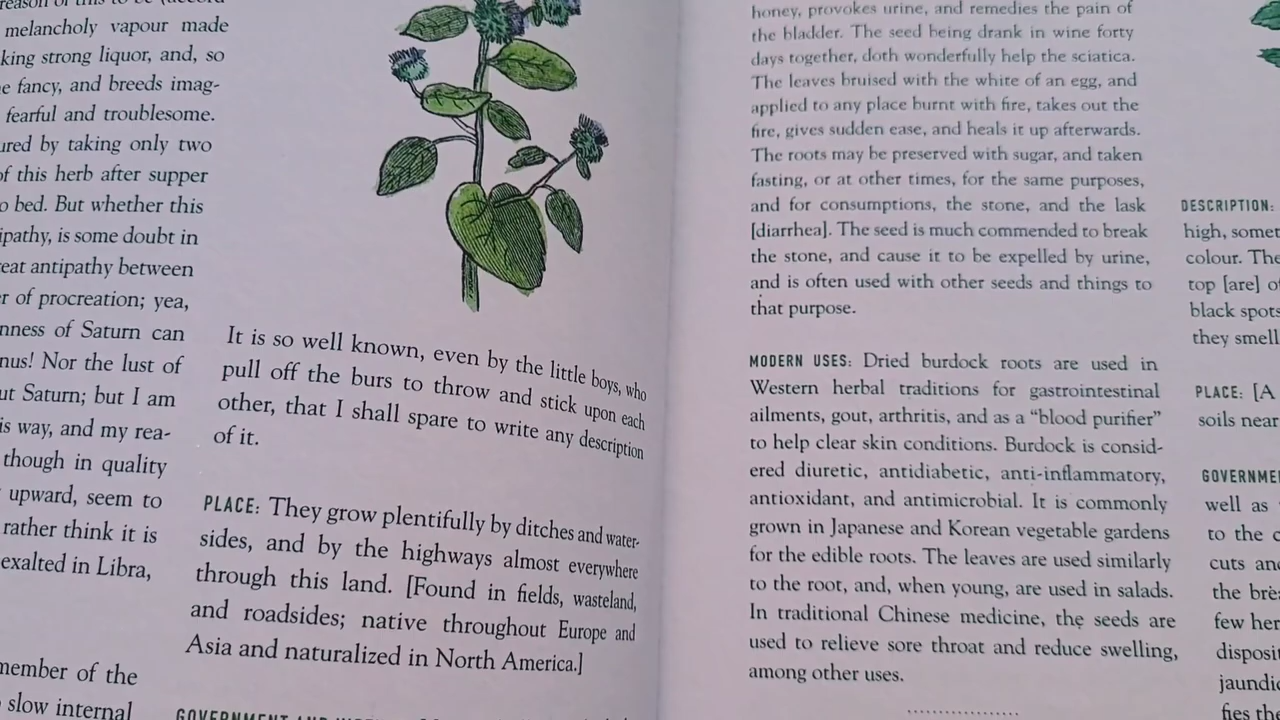 melancholy vapour made
king strong liquor, and, so
fancy, and breeds imag-
fearful and troublesome.
by taking only two
of this herb after supper
bed. But whether this
is some doubt in
antipathy between
of procreation; yea,
of Saturn can
Nor the lust of
Saturn; but I am
way, and my rea-
though in quality
upward, seem to
rather think it is
exalted in Libra,
member of the
slow internal
It is so well known, even by the little boys, who
pull off the burs to throw and stick upon each
other, that I shall spare to write any description
of it.
PLACE: They grow plentifully by ditches and water-
sides, and by the highways almost everywhere
through this land. [Found in fields, wasteland,
and roadsides; native throughout Europe and
Asia and naturalized in North America.]
GOVERNMENT AND
honey, provokes urine, and remedies the pain of
the bladder. The seed being drank in wine forty
days together, doth wonderfully help the sciatica.
The leaves bruised with the white of an egg, and
applied to any place burnt with fire, takes out the
fire, gives sudden ease, and heals it up afterwards.
The roots may be preserved with sugar, and taken
fasting, or at other times, for the same purposes,
and for consumptions, the stone, and the lask
[diarrhea]. The seed is much commended to break
the stone, and cause it to be expelled by urine,
and is often used with other seeds and things to
that purpose.
MODERN USES: Dried burdock roots are used in
Western herbal traditions for gastrointestinal
ailments, gout, arthritis, and as a “blood purifier”
to help clear skin conditions. Burdock is consid-
ered diuretic, antidiabetic, anti-inflammatory,
antioxidant, and antimicrobial. It is commonly
grown in Japanese and Korean vegetable gardens
for the edible roots. The leaves are used similarly
to the root, and, when young, are used in salads.
In traditional Chinese medicine, the seeds are
used to relieve sore throat and reduce swelling,
among other uses.
DESCRIPTION:
high, somet
colour. The
top [are] of
black spots
they smell
PLACE: [A
soils near
GOVERNME
well as
to the c
cuts and
the bre
few her
disposit
jaundic
fies the